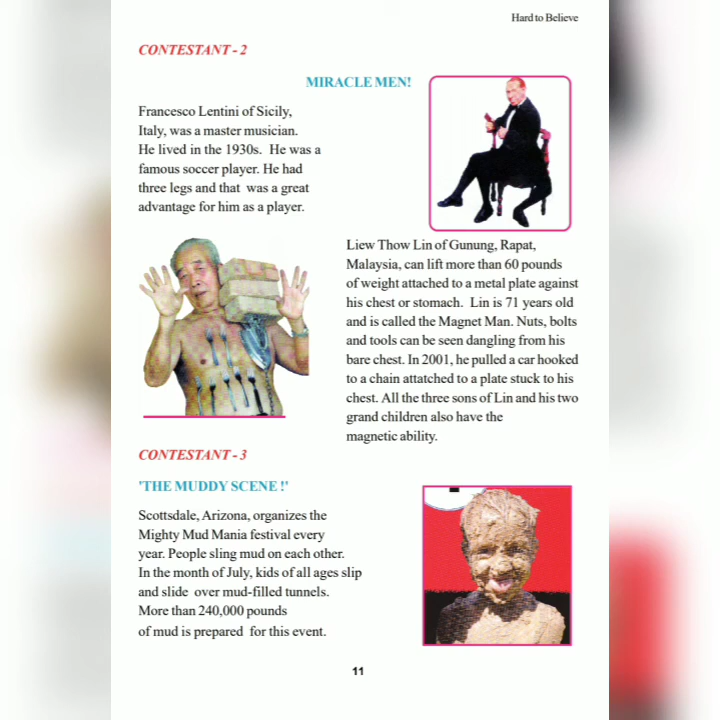 Hard to Believe
CONTESTANT - 2
MIRACLE MEN!
Francesco Lentini of Sicily,
Italy, was a master musician.
He lived in the 1930s. He was a
famous soccer player. He had
three legs and that was a great
advantage for him as a player.
Liew Thow Lin of Gunung, Rapat,
Malaysia, can lift more than 60 pounds
of weight attached to a metal plate against
his chest or stomach. Lin is 71 years old
and is called the Magnet Man. Nuts, bolts
and tools can be seen dangling from his
bare chest. In 2001, he pulled a car hooked
to a chain attatched to a plate stuck to his
chest. All the three sons of Lin and his two
grand children also have the
magnetic ability.
CONTESTANT - 3
'THE MUDDY SCENE !'
Scottsdale, Arizona, organizes the
Mighty Mud Mania festival every
year. People sling mud on each other.
In the month of July, kids of all ages slip
and slide over mud-filled tunnels.
More than 240,000 pounds
of mud is prepared for this event.
11